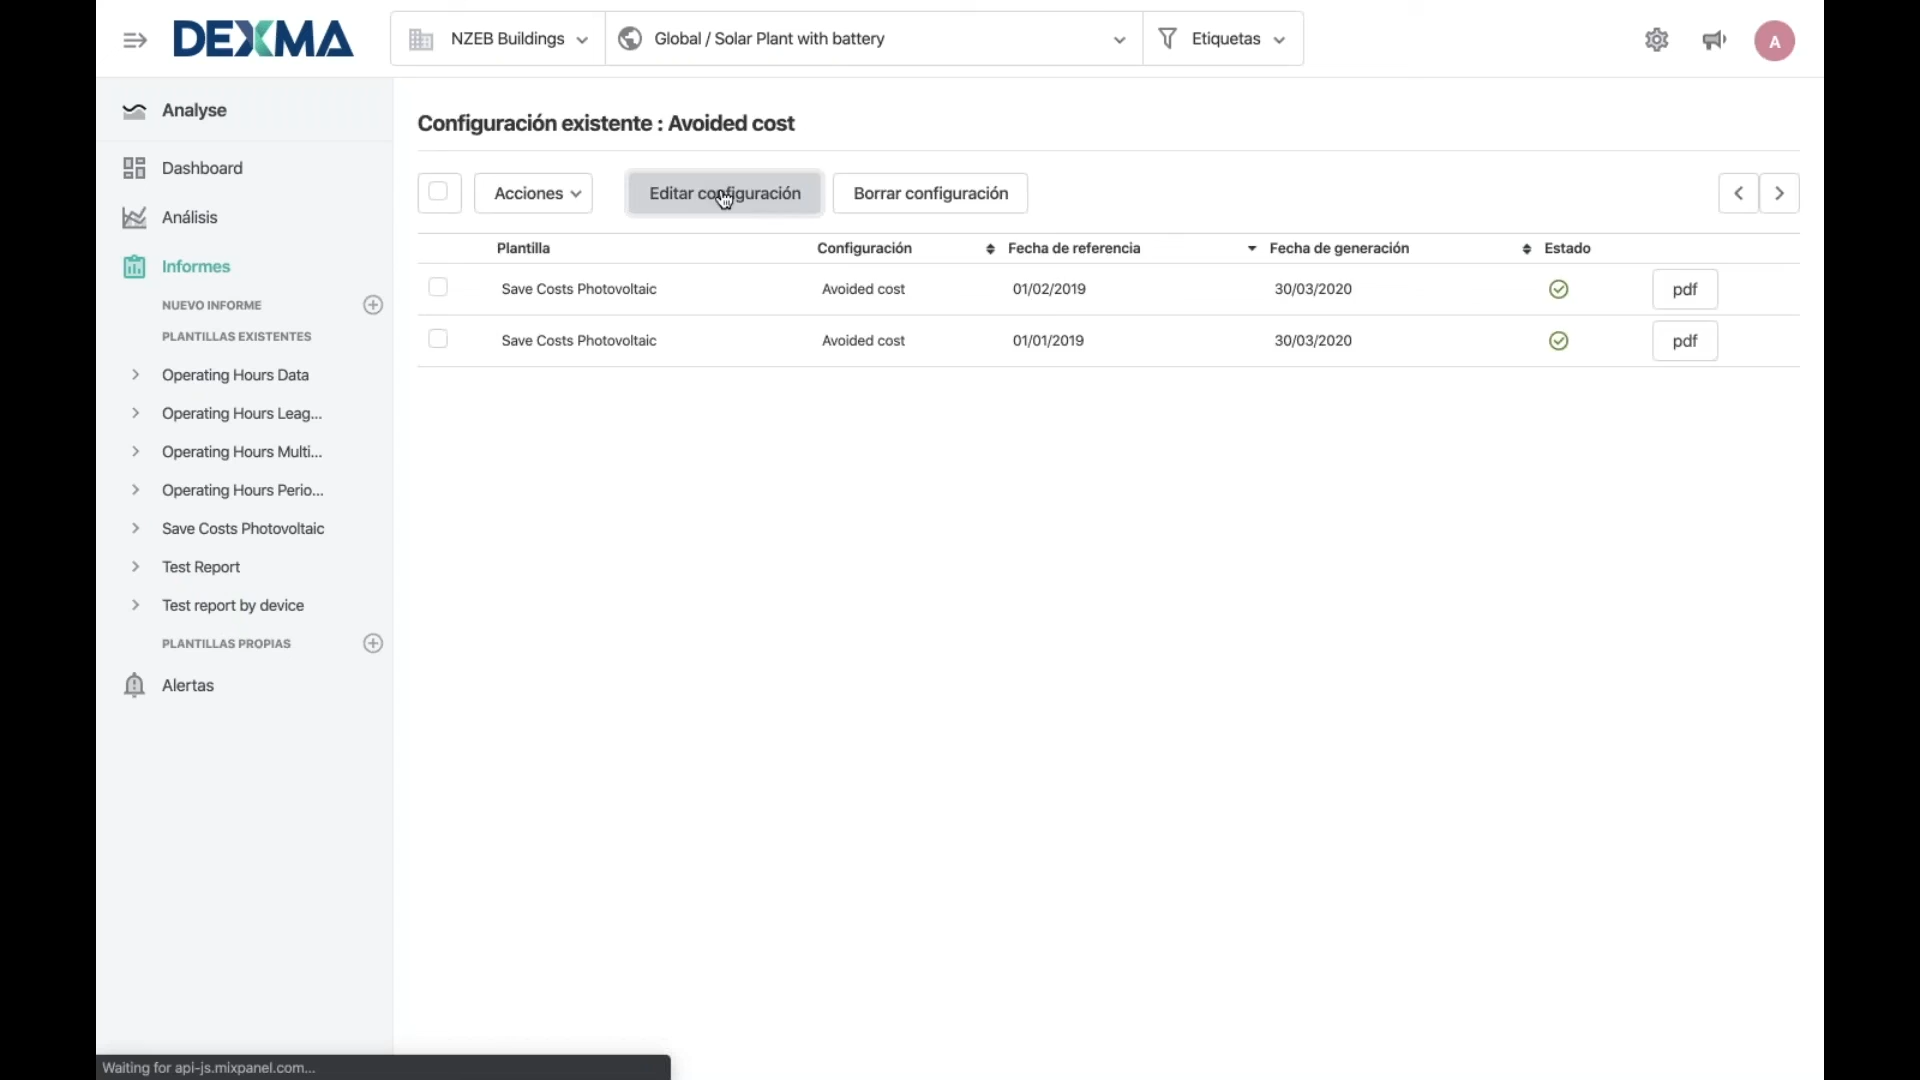 DEXMA
NZEB Buildings
Global / Solar Plant with battery
Etiquetas
A
Analyse
Dashboard
Análisis
Informes
NUEVO INFORME
PLANTILLAS EXISTENTES
Operating Hours Data
Operating Hours Leag...
Operating Hours Multi...
Operating Hours Perio...
Save Costs Photovoltaic
Test Report
Test report by device
PLANTILLAS PROPIAS
Alertas
Configuración existente : Avoided cost
Acciones
Editar configuración
Borrar configuración
Plantilla Configuración Fecha de referencia Fecha de generación Estado
Save Costs Photovoltaic Avoided cost 01/02/2019 30/03/2020 pdf
Save Costs Photovoltaic Avoided cost 01/01/2019 30/03/2020 pdf
Waiting for api-js.mixpanel.com...